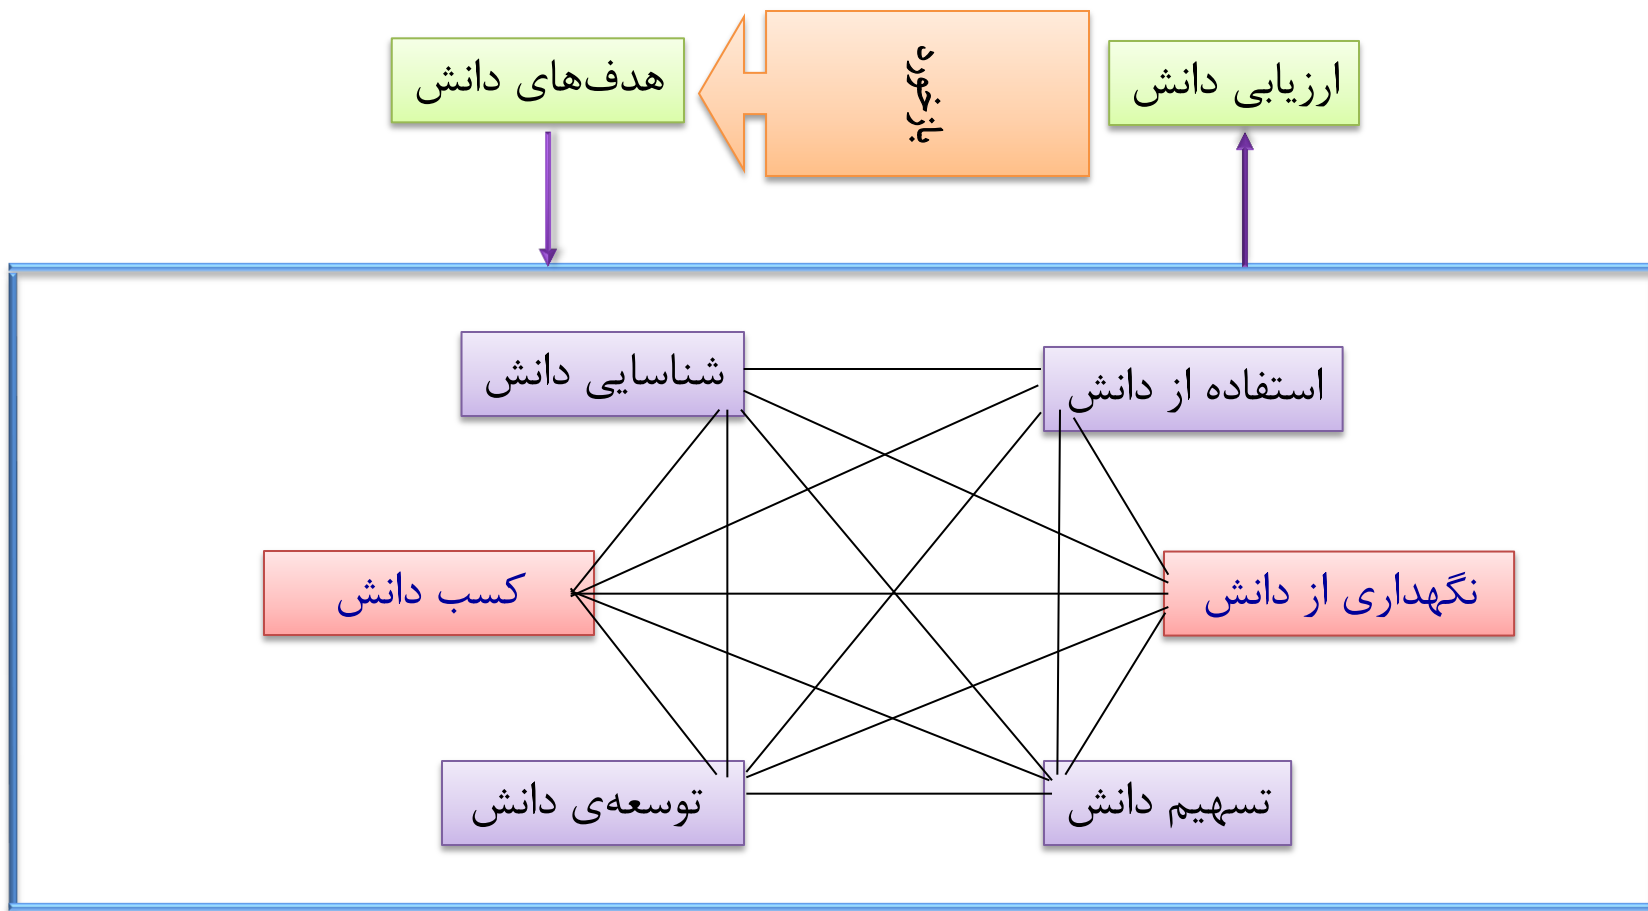 ارزیابی دانش
بازخورد
هدف‌های دانش
استفاده از دانش
شناسایی دانش
نگهداری از دانش
کسب دانش
تسهیم دانش
توسعه‌ی دانش